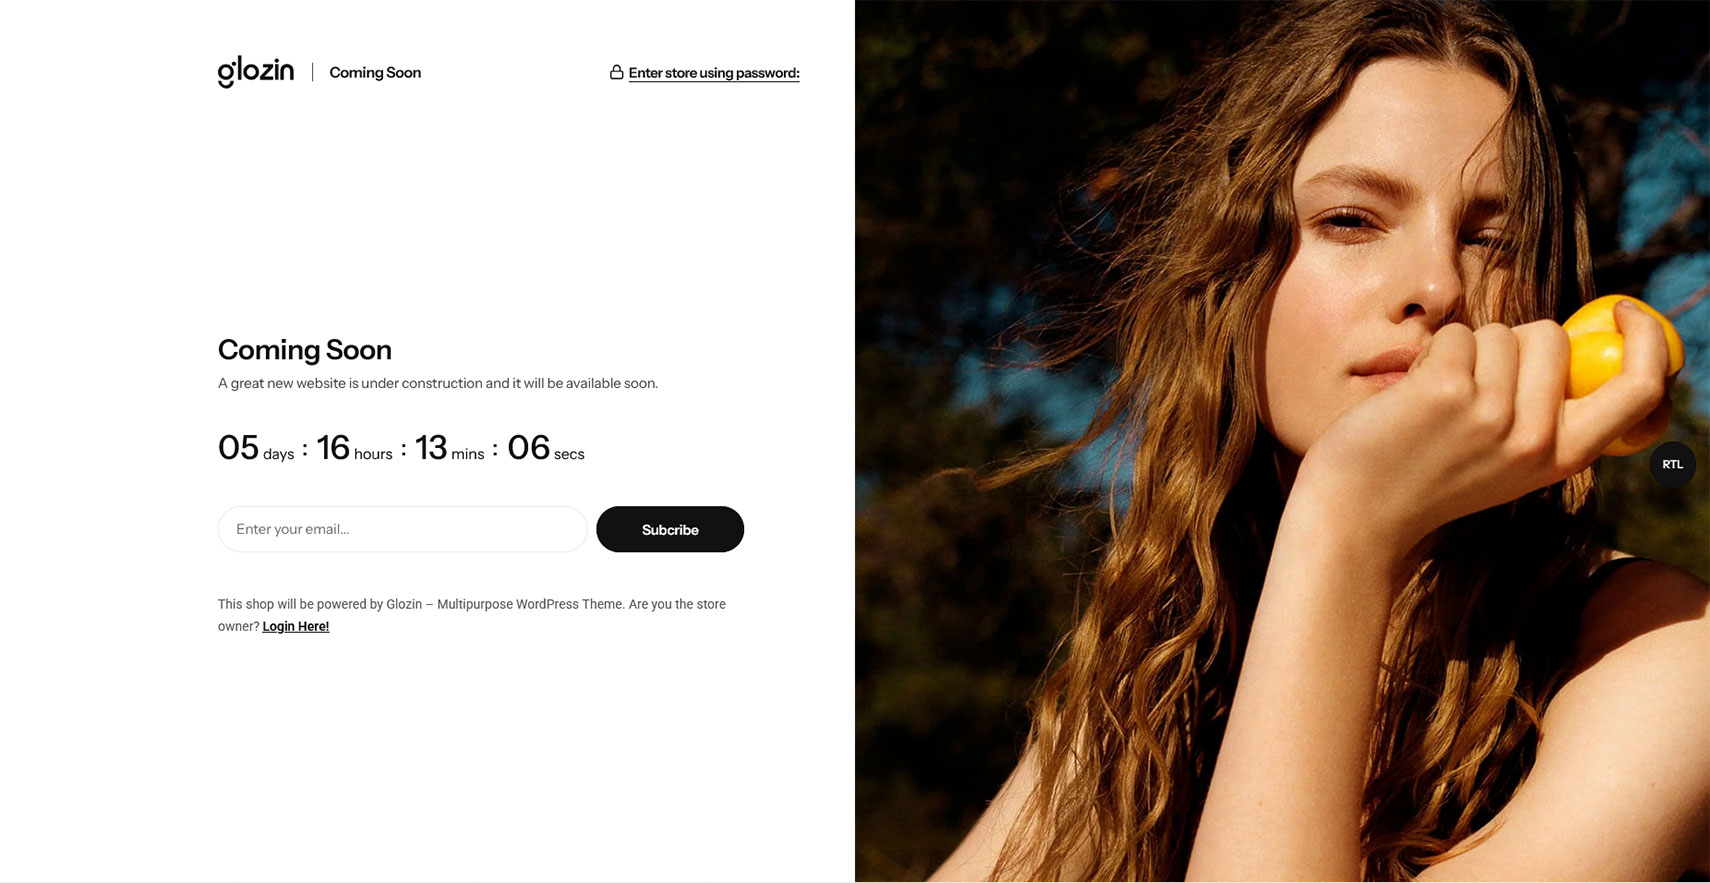 glozin | Coming Soon
Enter store using password:
Coming Soon
A great new website is under construction and it will be available soon.
05 days : 16 hours : 13 mins : 06 secs
Enter your email...
Subcribe
RTL
This shop will be powered by Glozin – Multipurpose WordPress Theme. Are you the store
owner? Login Here!